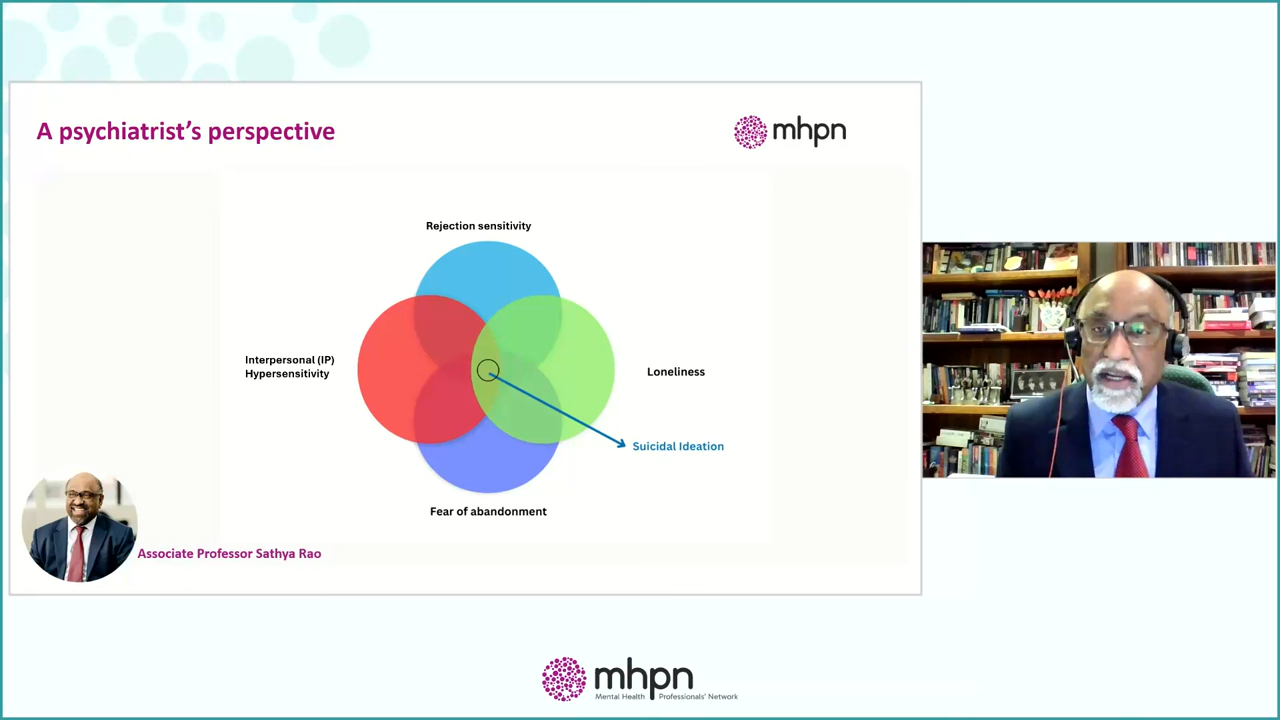 A psychiatrist's perspective
mhpn
Rejection sensitivity
Interpersonal (IP)
Hypersensitivity
Loneliness
Suicidal Ideation
Fear of abandonment
Associate Professor Sathya Rao
mhpn
Mental Health Professionals' Network